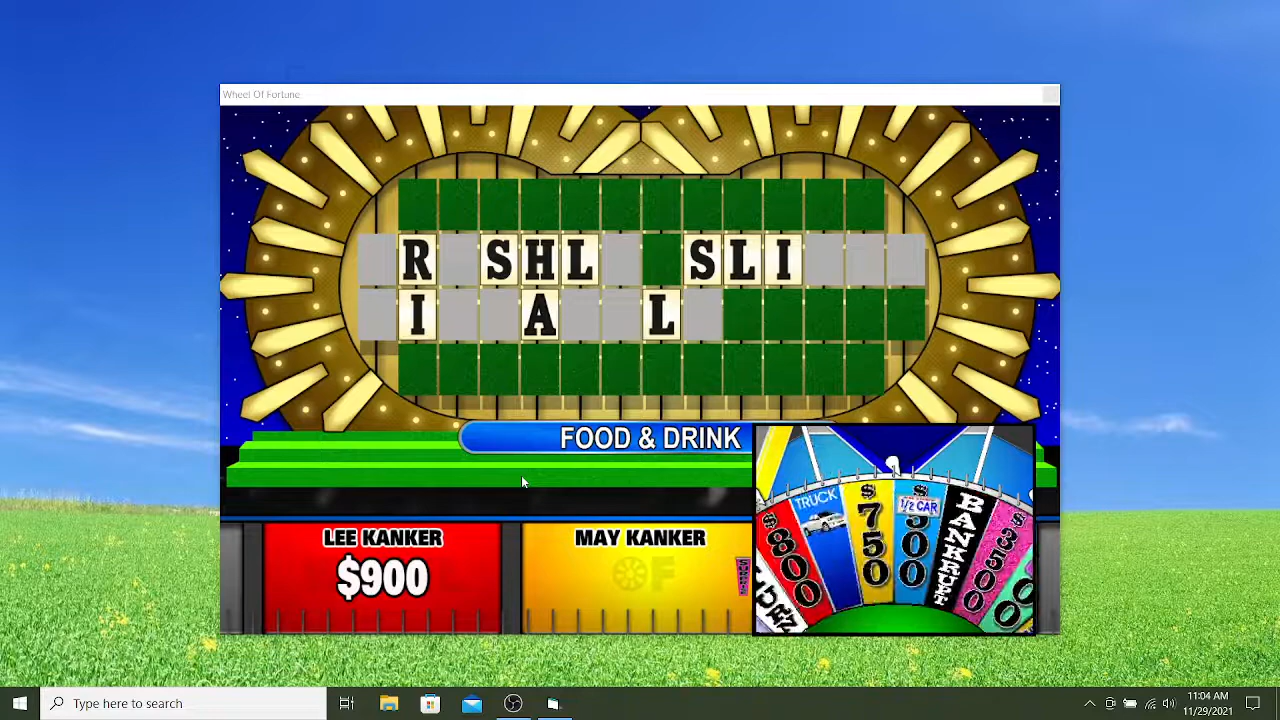 Wheel Of Fortune
R SHL SLI
I A L
FOOD & DRINK
TRUCK
1/2 CAR
$800
$750
500
BANKRUPT
$3500
LEE KANKER
$900
MAY KANKER
Type here to search
11:04 AM
11/29/2021